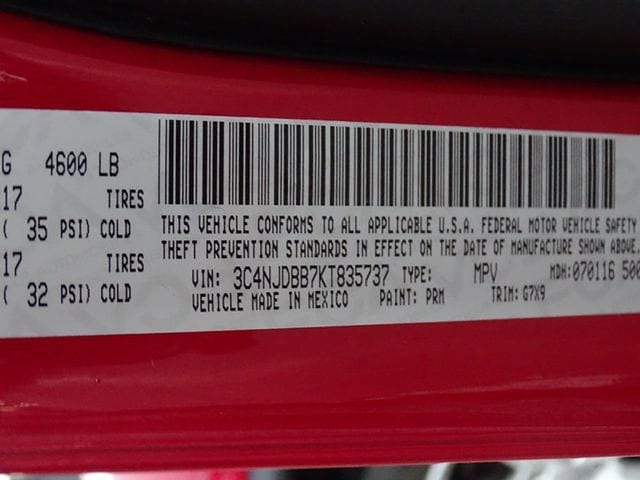 G 4600 LB
17 TIRES
( 35 PSI) COLD
17 TIRES
( 32 PSI) COLD
THIS VEHICLE CONFORMS TO ALL APPLICABLE U.S.A. FEDERAL MOTOR VEHICLE SAFETY
THEFT PREVENTION STANDARDS IN EFFECT ON THE DATE OF MANUFACTURE SHOWN ABOVE.
VIN: 3C4NJDBB7KT835737 TYPE: MPV MDH:070116 500
VEHICLE MADE IN MEXICO PAINT: PRM TRIM: G7X9